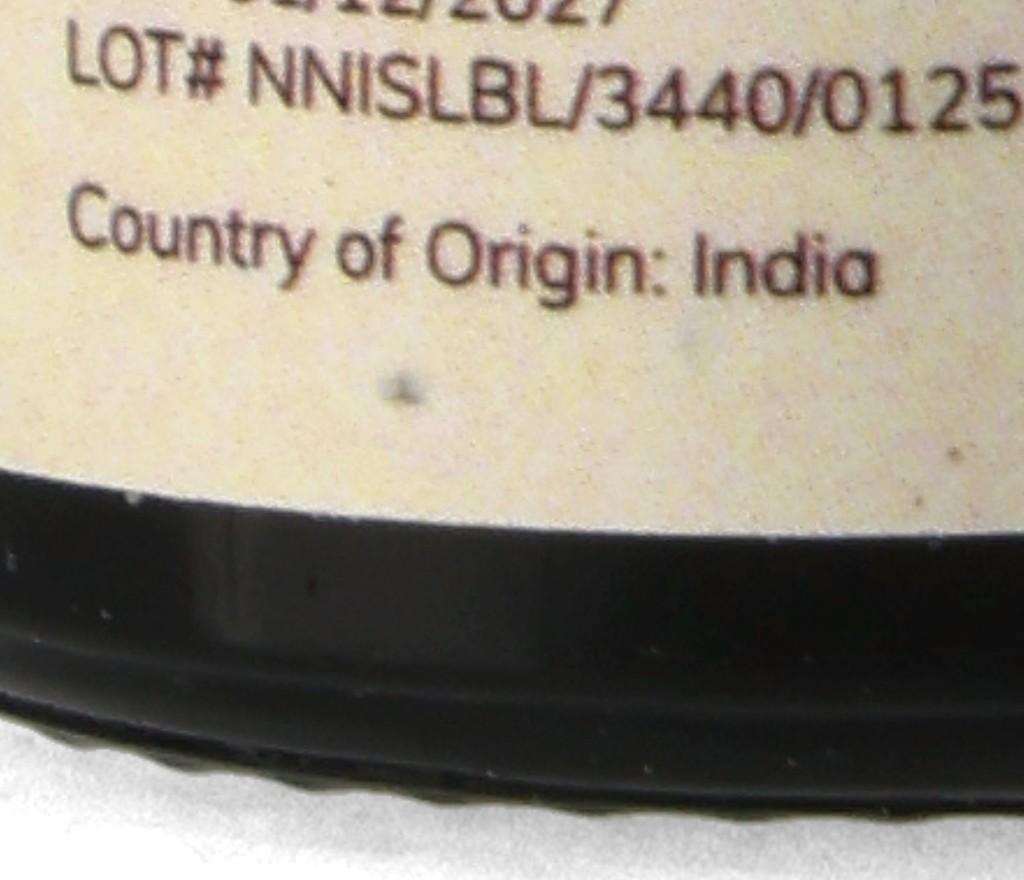 LOT# NNISLBL/3440/0125
Country of Origin: India